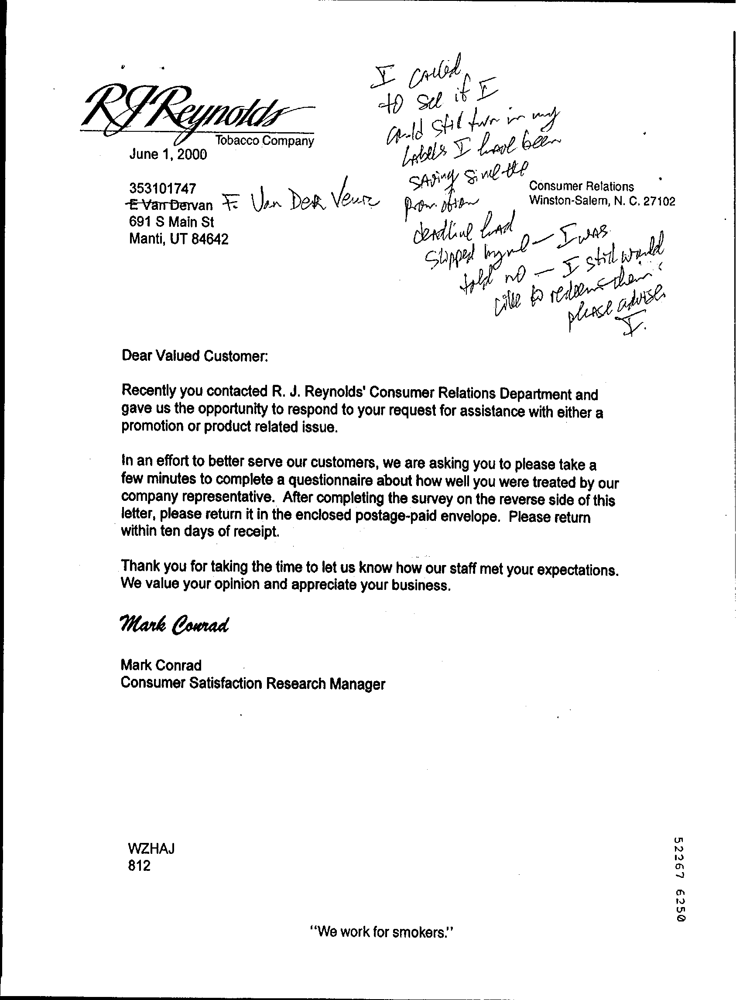 RJReynolds
Tobacco Company
June 1, 2000
I called
to see if I
could still turn in my
labels I have been
saving since the
promotion
deadline had
slipped by me – I was
told no – I still would
like to redeem them
please advise.
353101747
E Van Dervan F. Van Der
691 S Main St
Manti, UT 84642
Consumer Relations
Winston-Salem, N. C. 27102
Dear Valued Customer:
Recently you contacted R. J. Reynolds' Consumer Relations Department and
gave us the opportunity to respond to your request for assistance with either a
promotion or product related issue.
In an effort to better serve our customers, we are asking you to please take a
few minutes to complete a questionnaire about how well you were treated by our
company representative. After completing the survey on the reverse side of this
letter, please return it in the enclosed postage-paid envelope. Please return
within ten days of receipt.
Thank you for taking the time to let us know how our staff met your expectations.
We value your opinion and appreciate your business.
Mark Conrad
Mark Conrad
Consumer Satisfaction Research Manager
WZHAJ
812
52267 6250
"We work for smokers."